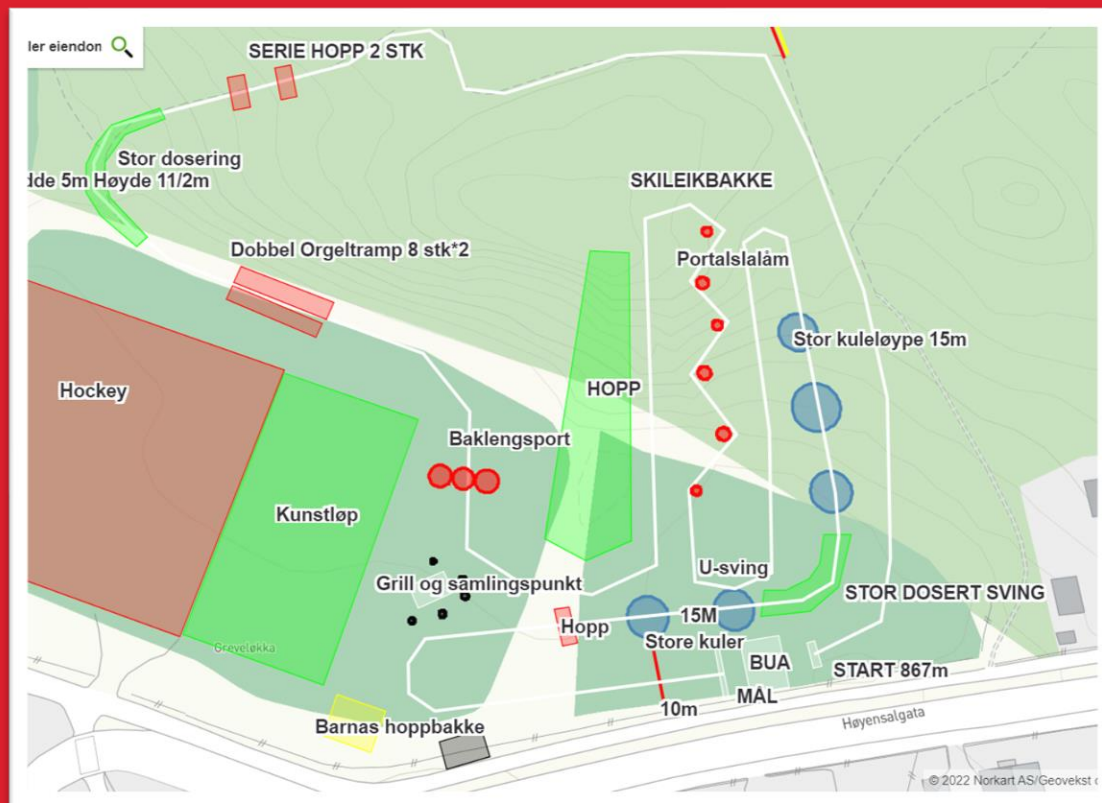 ler eiendon
SERIE HOPP 2 STK
Stor dosering
dde 5m Høyde 11/2m
SKILEIKBAKKE
Dobbel Orgeltramp 8 stk*2
Portalslalåm
Stor kuleløype 15m
Hockey
HOPP
Baklengsport
Kunstløp
Grill og samlingspunkt
U-sving
STOR DOSERT SVING
15M
Hopp
Store kuler
BUA
START 867m
Greveløkka
MÅL
10m
Barnas hoppbakke
Høyensalgata
© 2022 Norkart AS/Geovekst